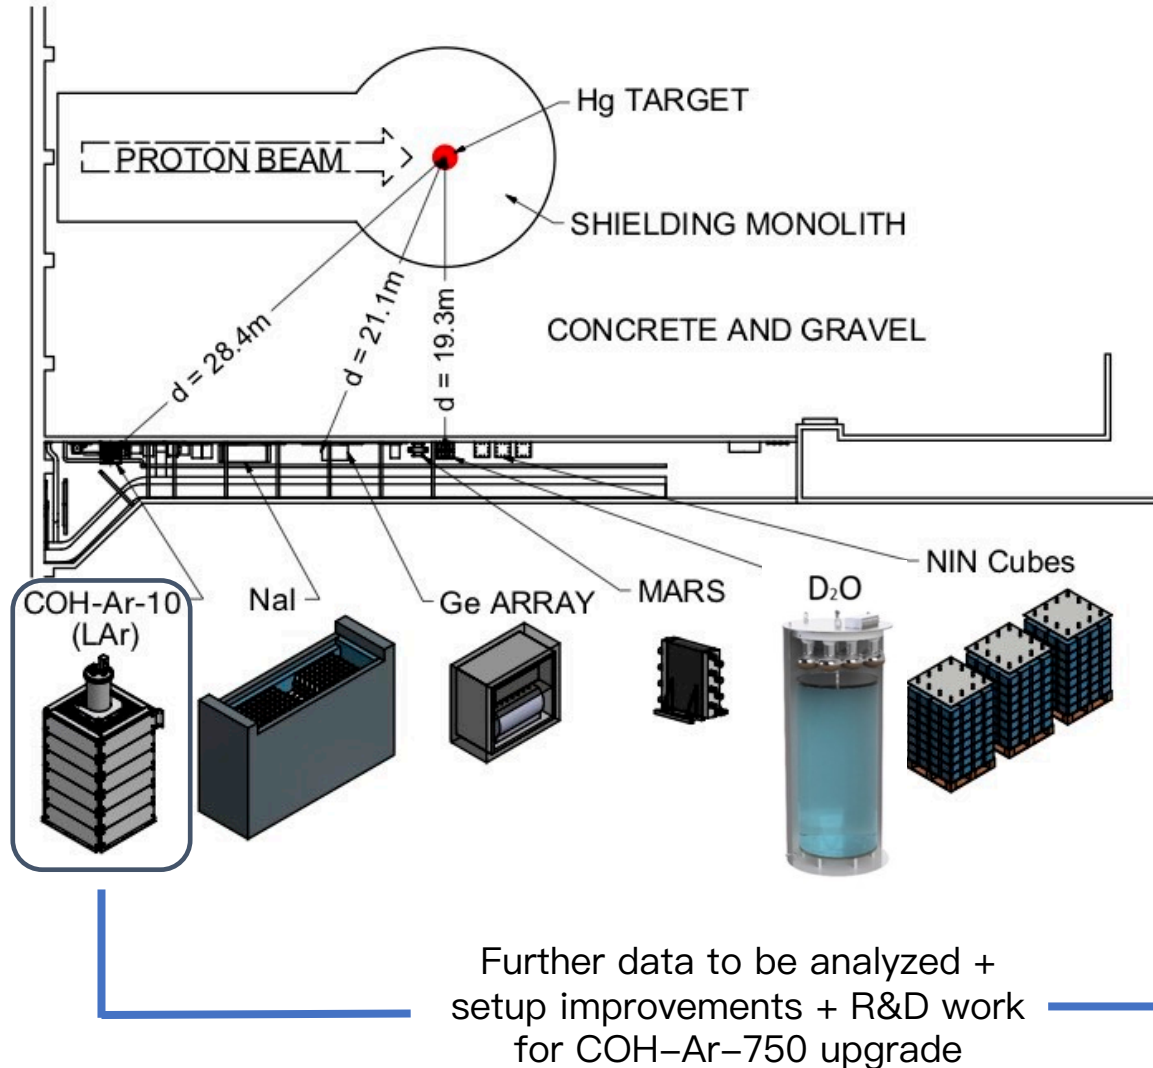 Hg TARGET
PROTON BEAM
SHIELDING MONOLITH
d = 28.4m
d = 21.1m
d = 19.3m
CONCRETE AND GRAVEL
COH-Ar-10
(LAr)
NaI
Ge ARRAY
MARS
D₂O
NIN Cubes
Further data to be analyzed +
setup improvements + R&D work
for COH-Ar-750 upgrade